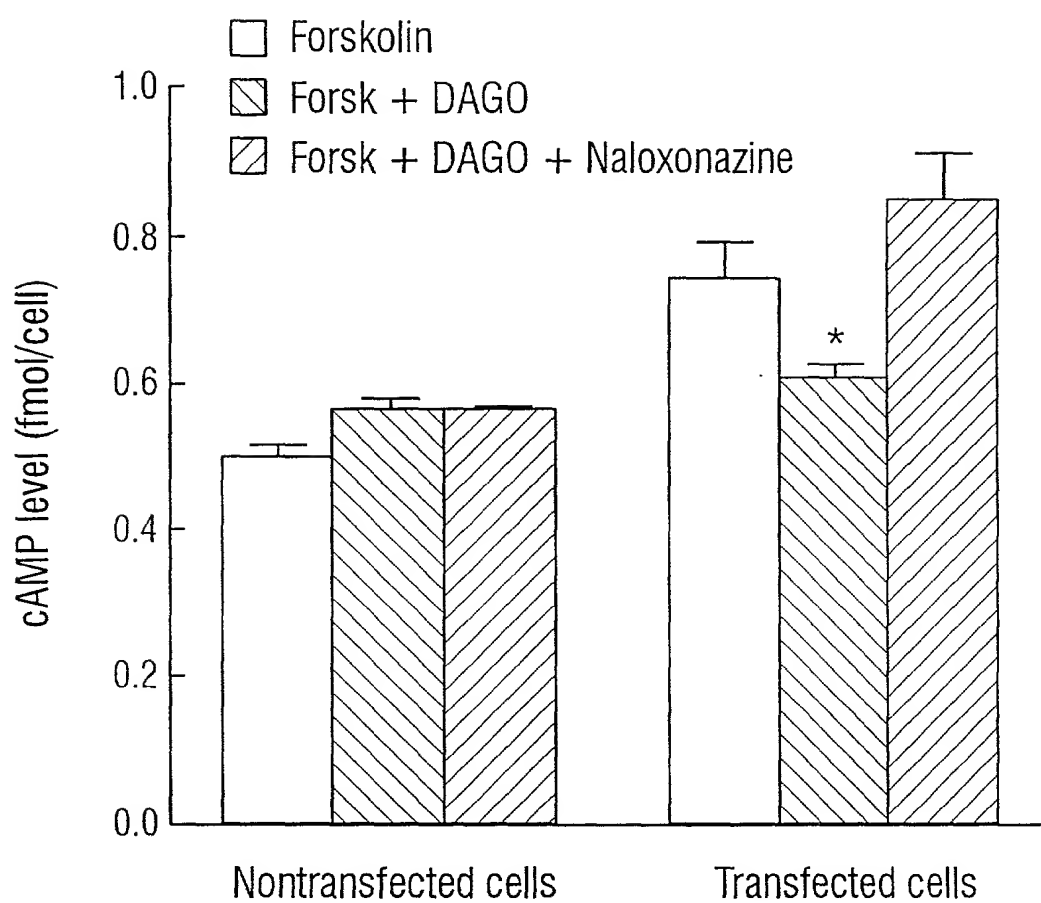 Forskolin
Forsk + DAGO
Forsk + DAGO + Naloxonazine
1.0
0.8
0.6
0.4
0.2
0.0
cAMP level (fmol/cell)
*
Nontransfected cells
Transfected cells